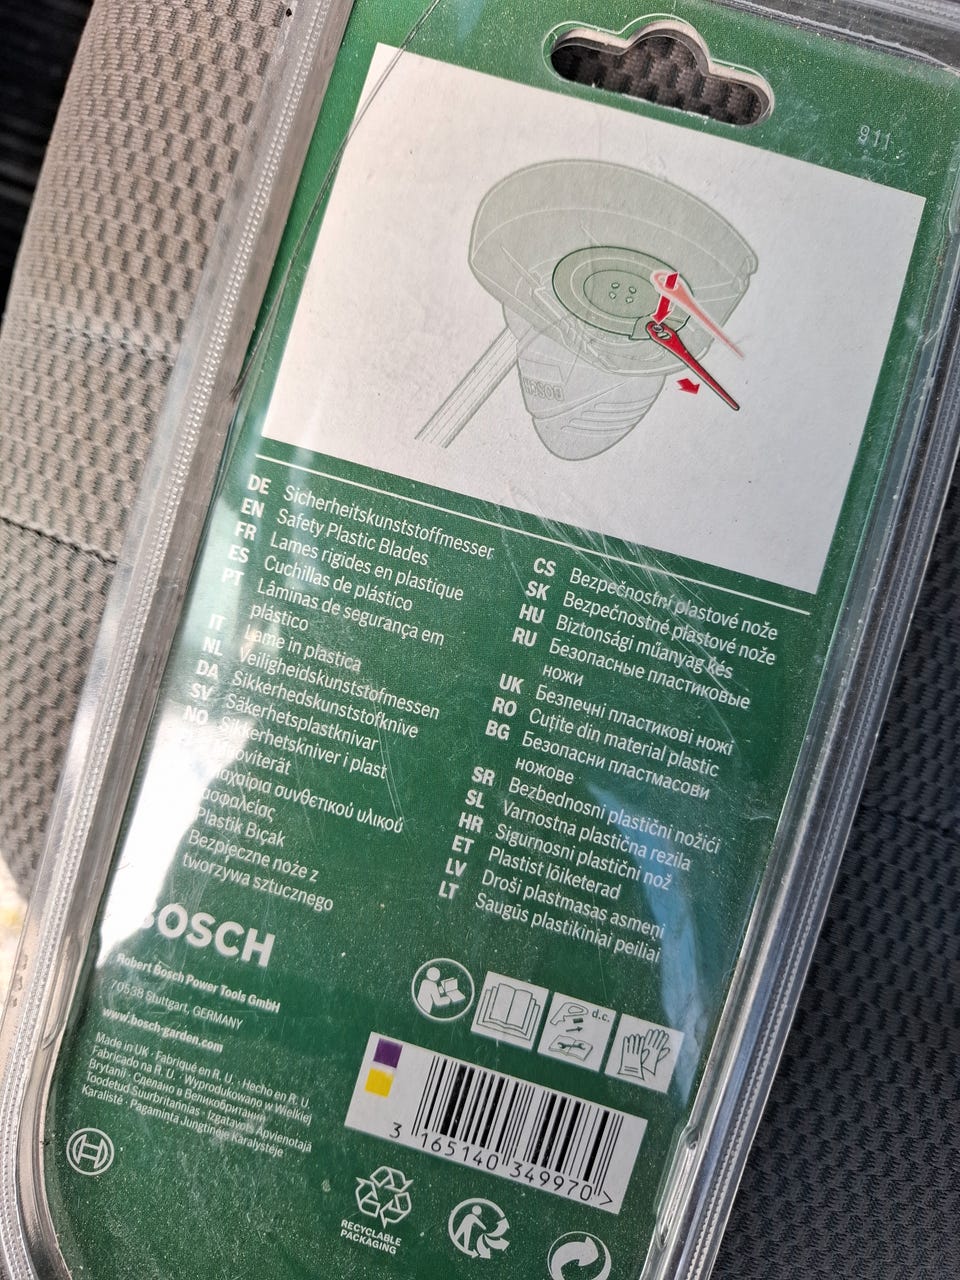 911
BOSCH
DE Sicherheitskunststoffmesser
EN Safety Plastic Blades
FR Lames rigides en plastique
ES Cuchillas de plástico
PT Lâminas de segurança em
plástico
IT Lame in plastica
NL Veiligheidskunststofmessen
DA Sikkerhedskunststofknive
SV Säkerhetsplastknivar
NO Sikkerhetskniver i plast
συνθετικού υλικού
ασφαλείας
Plastik Bıçak
Bezpieczne noże z
tworzywa sztucznego
CS Bezpečnostní plastové nože
SK Bezpečnostné plastové nože
HU Biztonsági műanyag kés
RU Безопасные пластиковые
ножи
UK Безпечні пластикові ножі
RO Cuțite din material plastic
BG Безопасни пластмасови
ножове
SR Bezbednosni plastični nožići
SL Varnostna plastična rezila
HR Sigurnosni plastični nož
ET Plastist lõiketerad
LV Droši plastmasas asmeņi
LT Saugūs plastikiniai peiliai
BOSCH
Robert Bosch Power Tools GmbH
70538 Stuttgart, GERMANY
www.bosch-garden.com
Made in UK · Fabriqué en R. U. · Hecho en R. U.
Fabricado na R. U. · Wyprodukowano w Wielkiej
Brytanii · Сделано в Великобритании
Toodetud Suurbritannias · Izgatavots Apvienotajā
Karalistē · Pagaminta Jungtinėje Karalystėje
d.c.
3 165140 349970 >
RECYCLABLE
PACKAGING